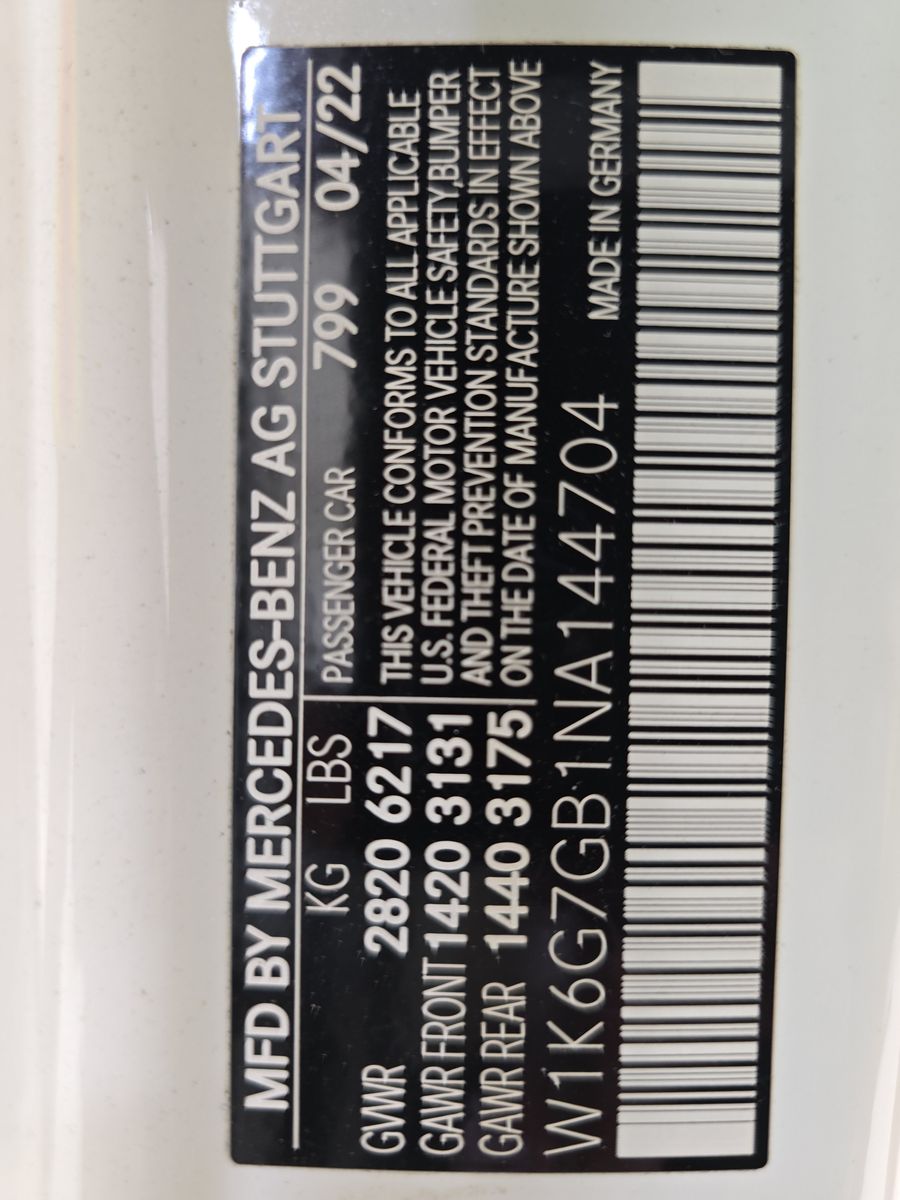 MFD BY MERCEDES-BENZ AG STUTTGART
KG LBS PASSENGER CAR 799 04/22
GVWR 2820 6217 THIS VEHICLE CONFORMS TO ALL APPLICABLE
GAWR FRONT 1420 3131 U.S. FEDERAL MOTOR VEHICLE SAFETY,BUMPER
GAWR REAR 1440 3175 AND THEFT PREVENTION STANDARDS IN EFFECT
ON THE DATE OF MANUFACTURE SHOWN ABOVE
W1K6G7GB1NA144704 MADE IN GERMANY